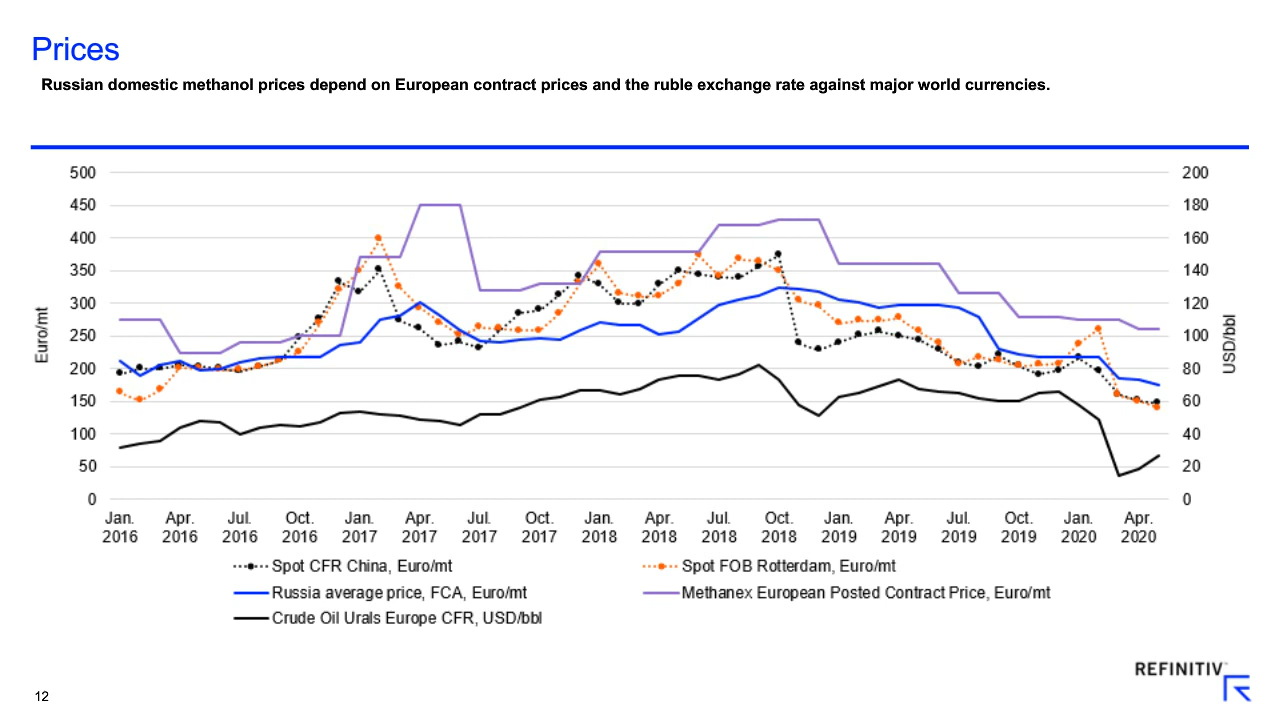 Prices
Russian domestic methanol prices depend on European contract prices and the ruble exchange rate against major world currencies.
500 200
450 180
400 160
350 140
300 120
250 100
200 80
150 60
100 40
50 20
0 0
Euro/mt
USD/bbl
Jan. Apr. Jul. Oct. Jan. Apr. Jul. Oct. Jan. Apr. Jul. Oct. Jan. Apr. Jul. Oct. Jan. Apr.
2016 2016 2016 2016 2017 2017 2017 2017 2018 2018 2018 2018 2019 2019 2019 2019 2020 2020
Spot CFR China, Euro/mt Spot FOB Rotterdam, Euro/mt
Russia average price, FCA, Euro/mt Methanex European Posted Contract Price, Euro/mt
Crude Oil Urals Europe CFR, USD/bbl
REFINITIV
12